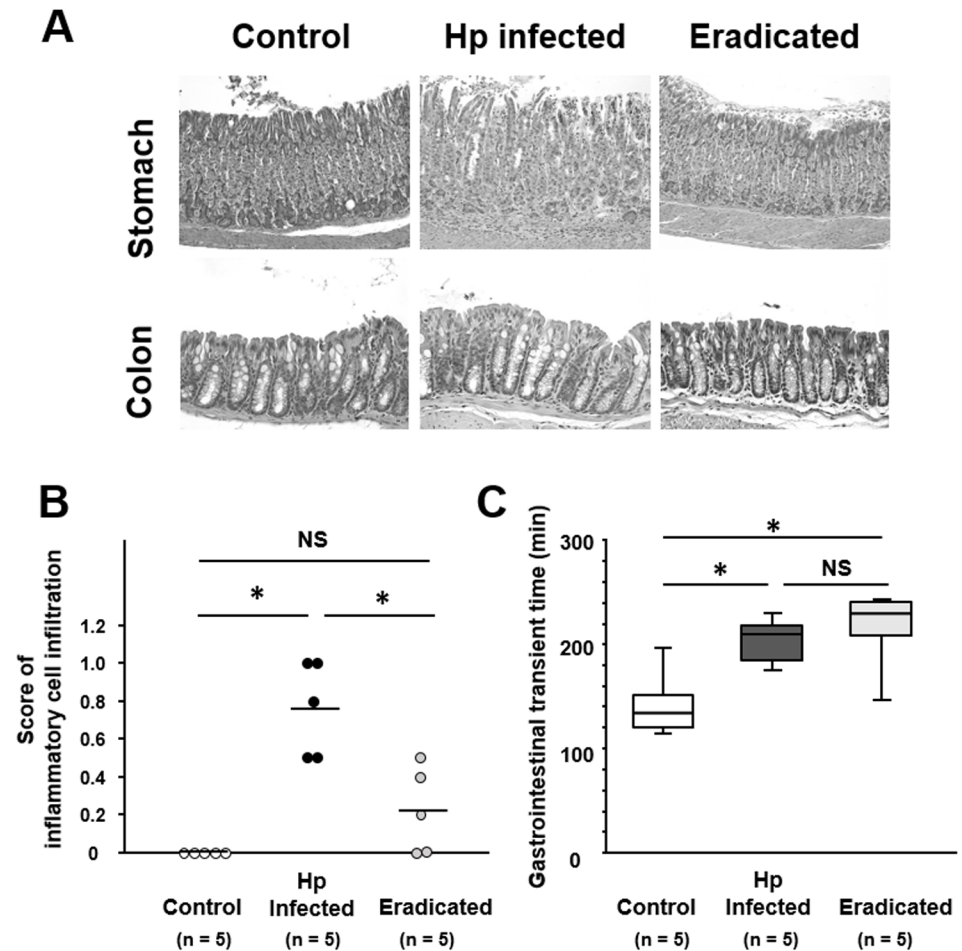 A
Control Hp infected Eradicated
Stomach
Colon
B
Score of
inflammatory cell infiltration
NS
* *
1.2
1.0
0.8
0.6
0.4
0.2
0
Control
Hp
Infected
Eradicated
(n = 5) (n = 5) (n = 5)
C
Gastrointestinal transient time (min)
*
* NS
300
200
100
0
Control
Hp
Infected
Eradicated
(n = 5) (n = 5) (n = 5)